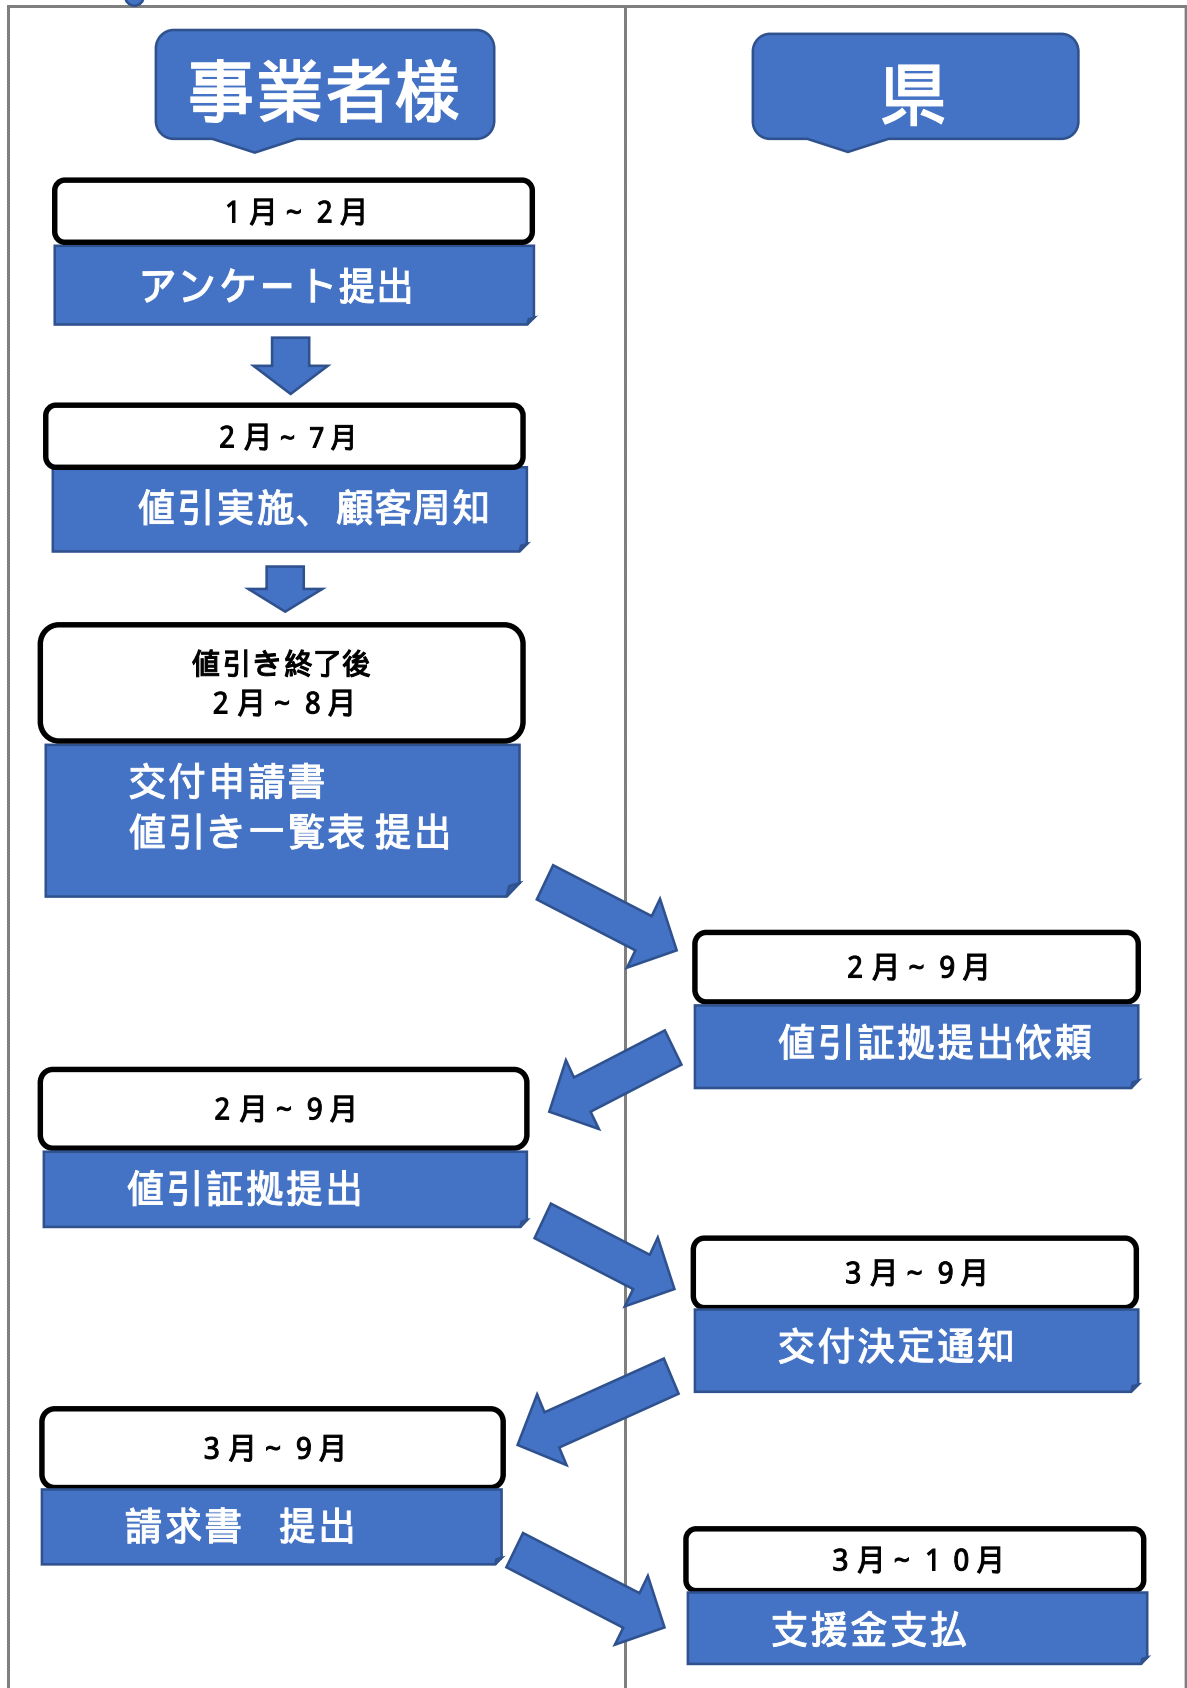 事業者様
県
１月~ ２月
アンケート提出
２月~ ７月
値引実施、顧客周知
値引き終了後
２月~ ８月
交付申請書
値引き一覧表 提出
２月~ ９月
値引証拠提出依頼
２月~ ９月
値引証拠提出
３月~ ９月
交付決定通知
３月~ ９月
請求書　提出
３月~ １０月
支援金支払